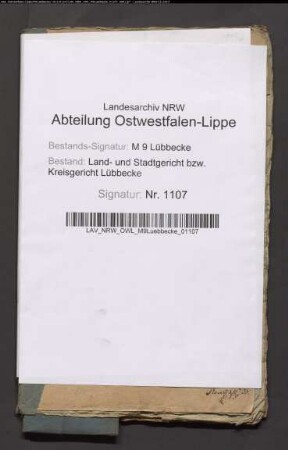 Landesarchiv NRW
Abteilung Ostwestfalen-Lippe
Bestands-Signatur: M 9 Lübbecke
Bestand: Land- und Stadtgericht bzw.
Kreisgericht Lübbecke
Signatur: Nr. 1107
LAV_NRW_OWL_M9Luebbecke_01107